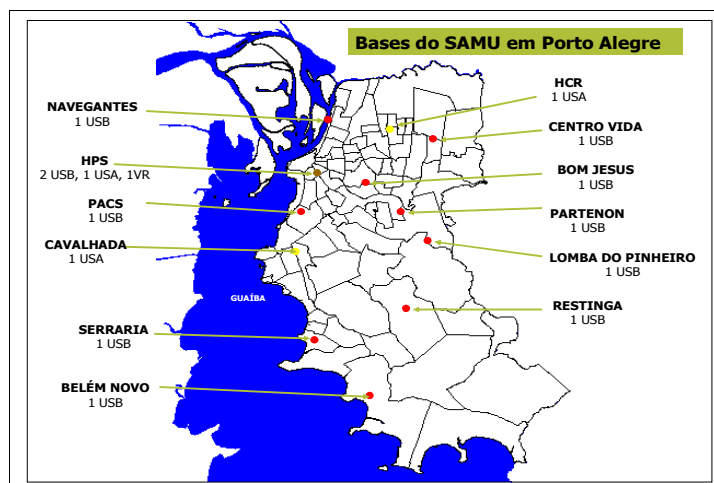 Bases do SAMU em Porto Alegre
NAVEGANTES
1 USB
HPS
2 USB, 1 USA, 1VR
PACS
1 USB
CAVALHADA
1 USA
GUAÍBA
SERRARIA
1 USB
BELÉM NOVO
1 USB
HCR
1 USA
CENTRO VIDA
1 USB
BOM JESUS
1 USB
PARTENON
1 USB
LOMBA DO PINHEIRO
1 USB
RESTINGA
1 USB